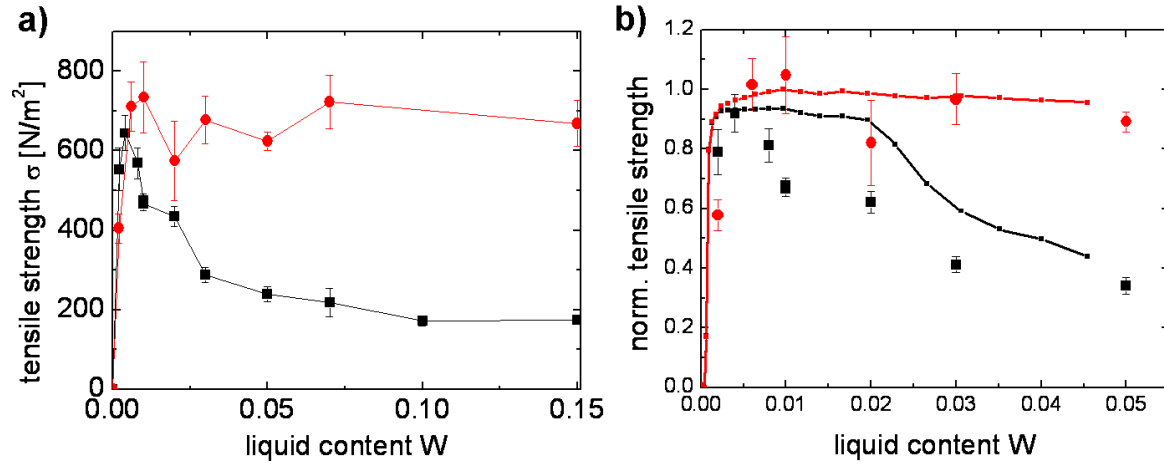 a)
tensile strength σ [N/m²]
800
600
400
200
0
0.00 0.05 0.10 0.15
liquid content W
b)
norm. tensile strength
1.2
1.0
0.8
0.6
0.4
0.2
0.0
0.00 0.01 0.02 0.03 0.04 0.05
liquid content W